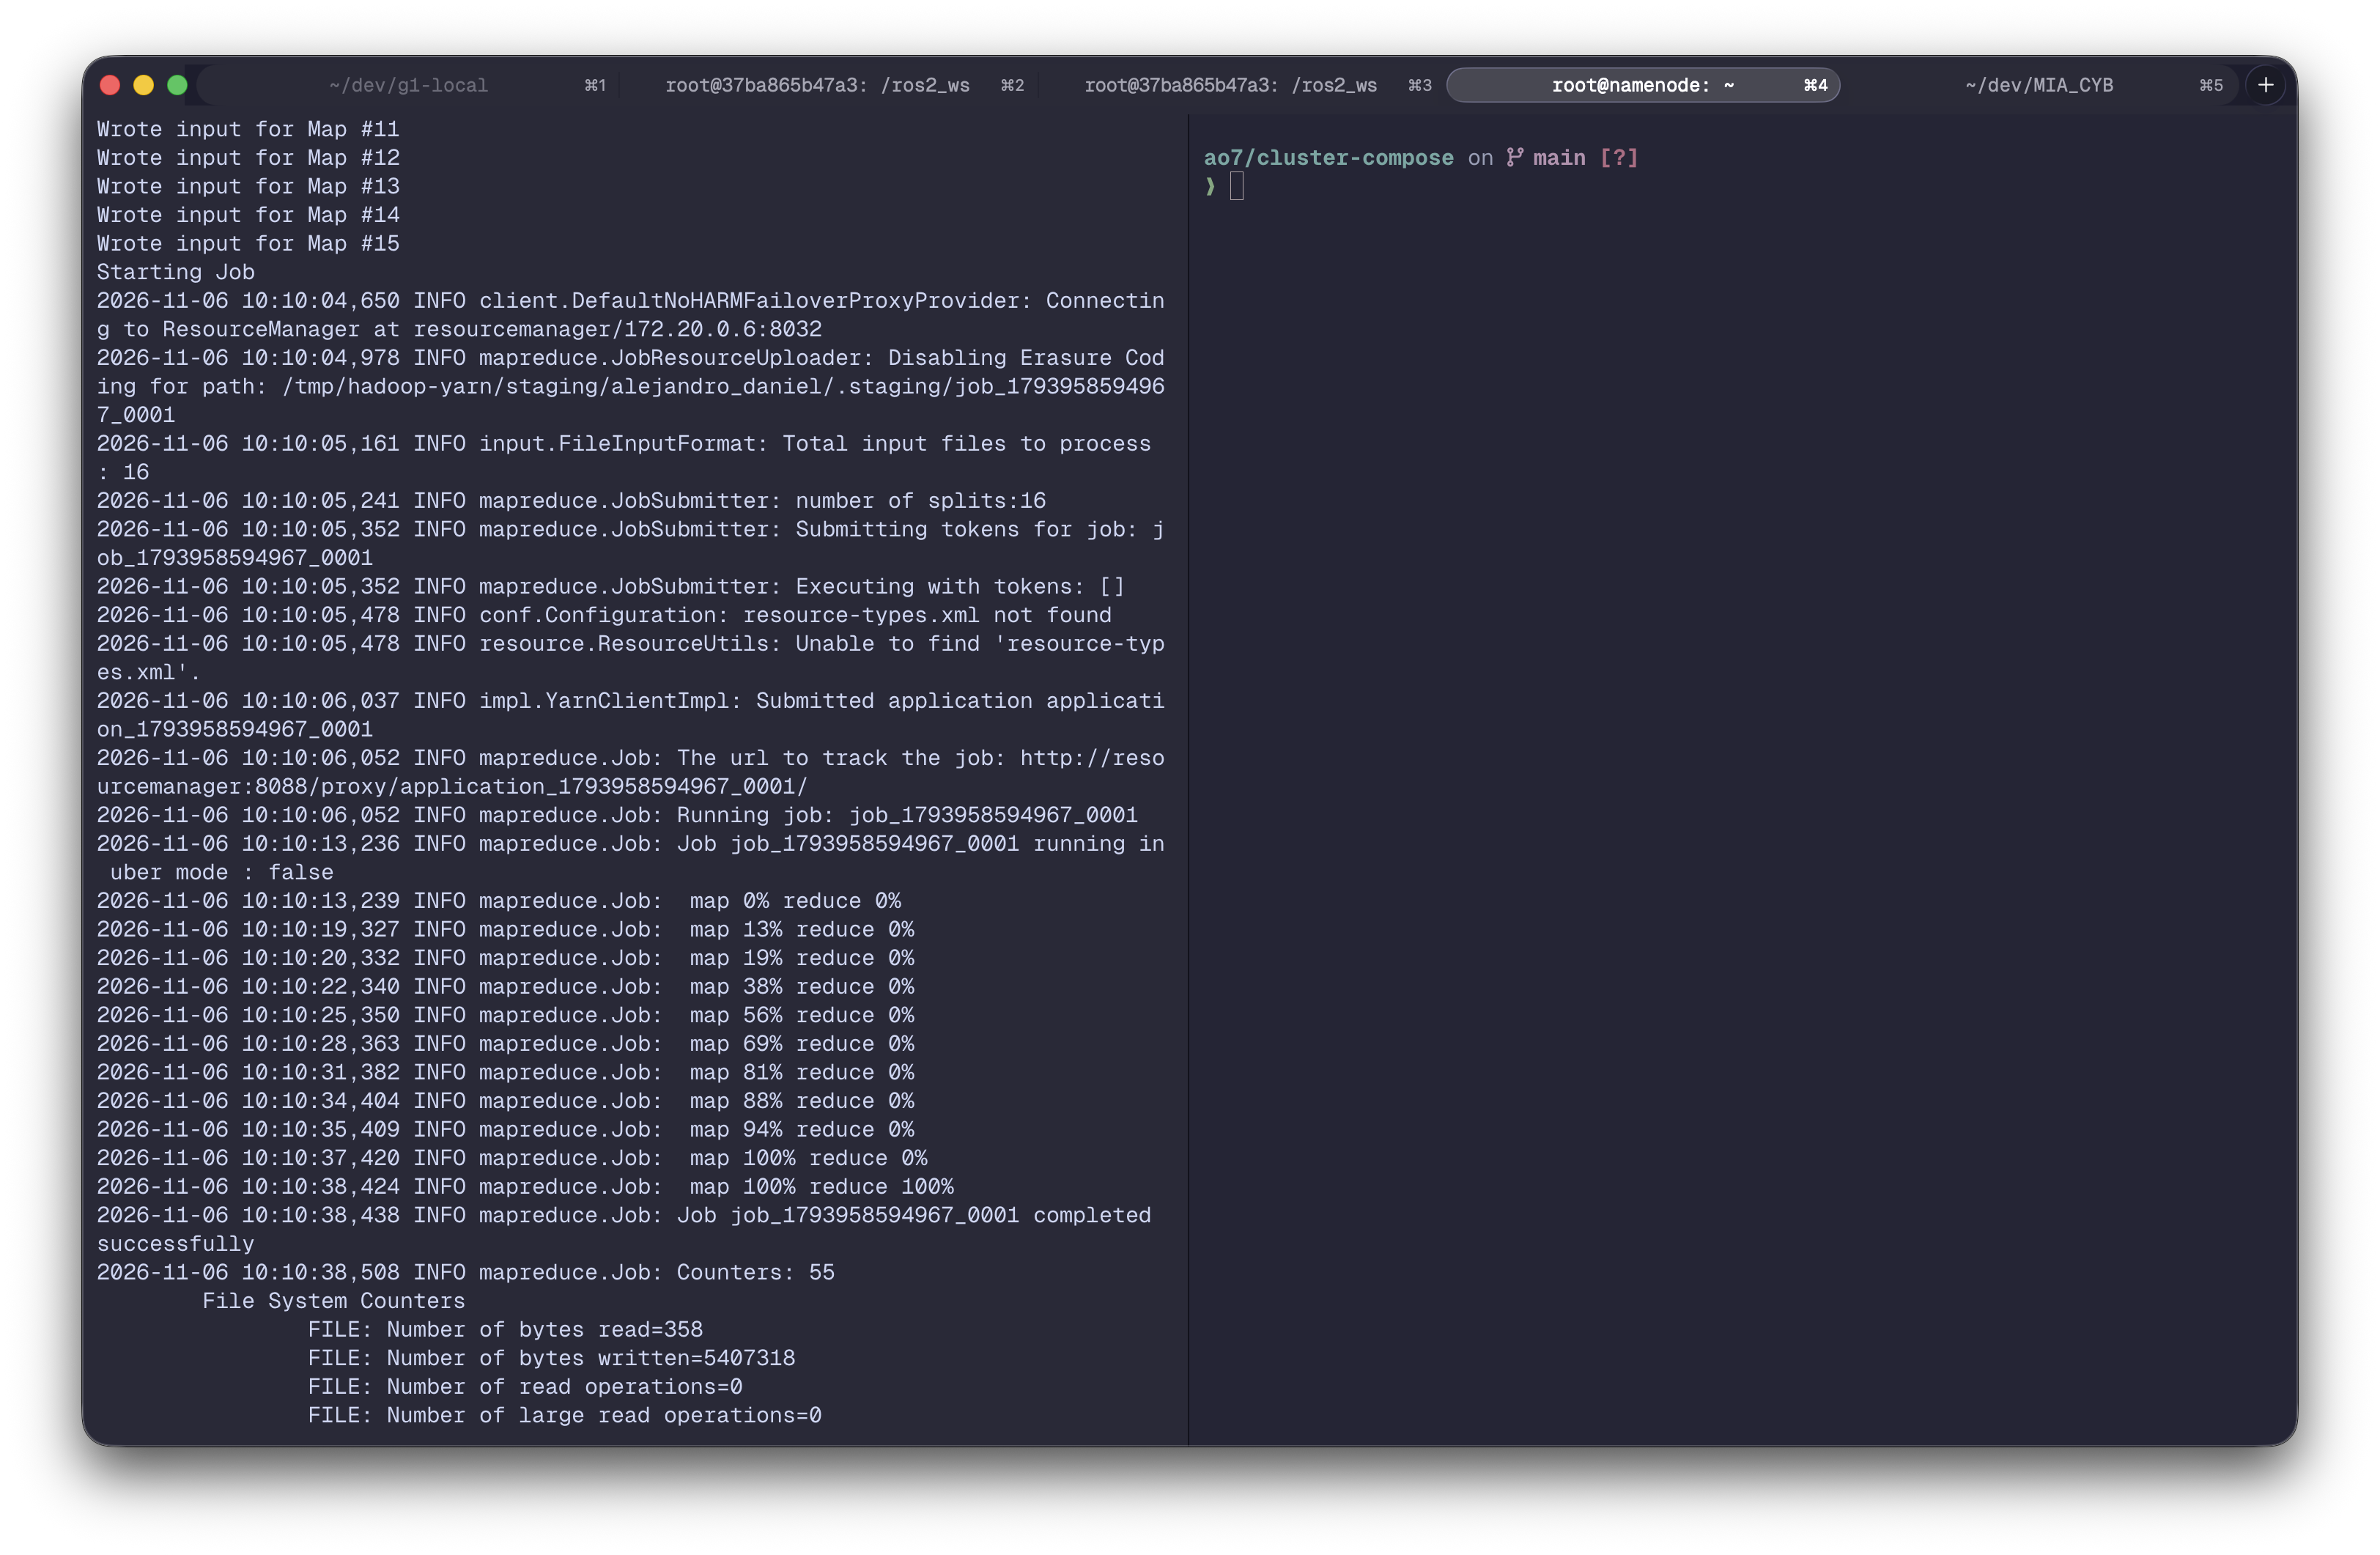 ~/dev/g1-local ⌘1 root@37ba865b47a3: /ros2_ws ⌘2 root@37ba865b47a3: /ros2_ws ⌘3 root@namenode: ~ ⌘4 ~/dev/MIA_CYB ⌘5 +
Wrote input for Map #11
Wrote input for Map #12
Wrote input for Map #13
Wrote input for Map #14
Wrote input for Map #15
Starting Job
2026-11-06 10:10:04,650 INFO client.DefaultNoHARMFailoverProxyProvider: Connectin
g to ResourceManager at resourcemanager/172.20.0.6:8032
2026-11-06 10:10:04,978 INFO mapreduce.JobResourceUploader: Disabling Erasure Cod
ing for path: /tmp/hadoop-yarn/staging/alejandro_daniel/.staging/job_179395859496
7_0001
2026-11-06 10:10:05,161 INFO input.FileInputFormat: Total input files to process
: 16
2026-11-06 10:10:05,241 INFO mapreduce.JobSubmitter: number of splits:16
2026-11-06 10:10:05,352 INFO mapreduce.JobSubmitter: Submitting tokens for job: j
ob_1793958594967_0001
2026-11-06 10:10:05,352 INFO mapreduce.JobSubmitter: Executing with tokens: []
2026-11-06 10:10:05,478 INFO conf.Configuration: resource-types.xml not found
2026-11-06 10:10:05,478 INFO resource.ResourceUtils: Unable to find 'resource-typ
es.xml'.
2026-11-06 10:10:06,037 INFO impl.YarnClientImpl: Submitted application applicati
on_1793958594967_0001
2026-11-06 10:10:06,052 INFO mapreduce.Job: The url to track the job: http://reso
urcemanager:8088/proxy/application_1793958594967_0001/
2026-11-06 10:10:06,052 INFO mapreduce.Job: Running job: job_1793958594967_0001
2026-11-06 10:10:13,236 INFO mapreduce.Job: Job job_1793958594967_0001 running in
 uber mode : false
2026-11-06 10:10:13,239 INFO mapreduce.Job:  map 0% reduce 0%
2026-11-06 10:10:19,327 INFO mapreduce.Job:  map 13% reduce 0%
2026-11-06 10:10:20,332 INFO mapreduce.Job:  map 19% reduce 0%
2026-11-06 10:10:22,340 INFO mapreduce.Job:  map 38% reduce 0%
2026-11-06 10:10:25,350 INFO mapreduce.Job:  map 56% reduce 0%
2026-11-06 10:10:28,363 INFO mapreduce.Job:  map 69% reduce 0%
2026-11-06 10:10:31,382 INFO mapreduce.Job:  map 81% reduce 0%
2026-11-06 10:10:34,404 INFO mapreduce.Job:  map 88% reduce 0%
2026-11-06 10:10:35,409 INFO mapreduce.Job:  map 94% reduce 0%
2026-11-06 10:10:37,420 INFO mapreduce.Job:  map 100% reduce 0%
2026-11-06 10:10:38,424 INFO mapreduce.Job:  map 100% reduce 100%
2026-11-06 10:10:38,438 INFO mapreduce.Job: Job job_1793958594967_0001 completed
successfully
2026-11-06 10:10:38,508 INFO mapreduce.Job: Counters: 55
File System Counters
FILE: Number of bytes read=358
FILE: Number of bytes written=5407318
FILE: Number of read operations=0
FILE: Number of large read operations=0
ao7/cluster-compose on main [?]
❱